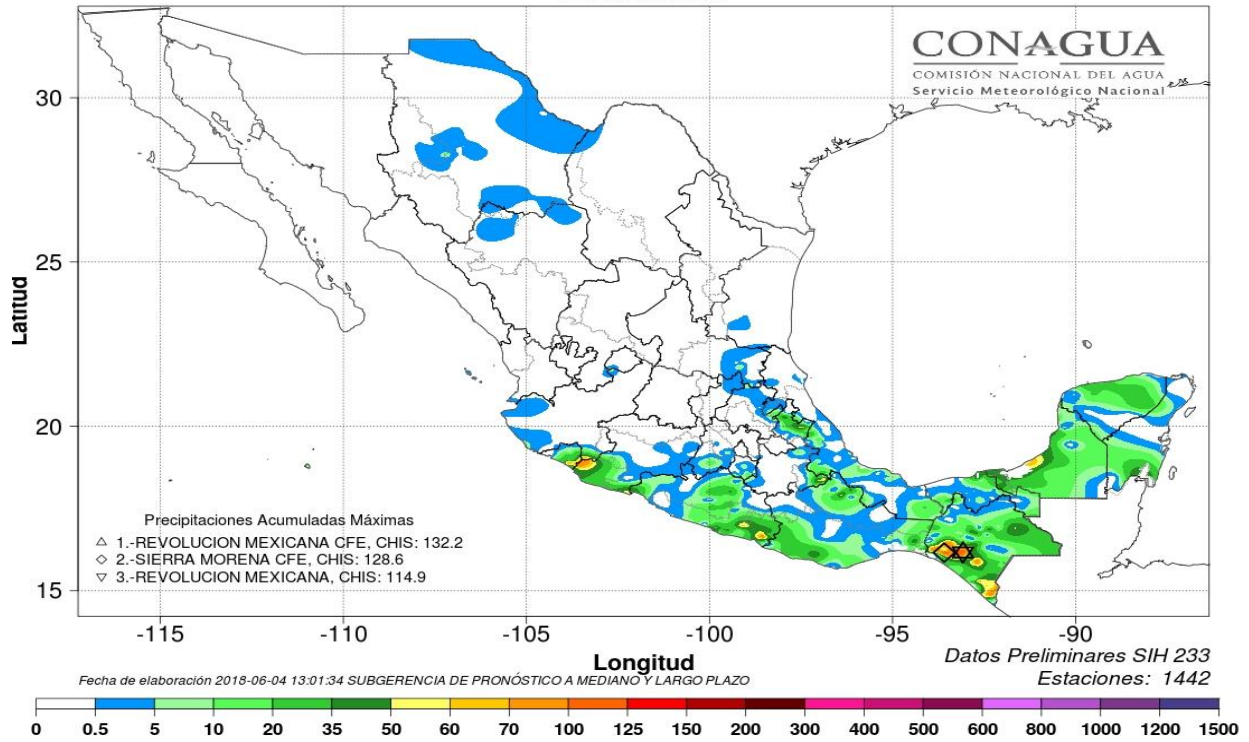 CONAGUA
COMISIÓN NACIONAL DEL AGUA
Servicio Meteorológico Nacional
30
25
20
15
Latitud
Precipitaciones Acumuladas Máximas
△ 1.-REVOLUCION MEXICANA CFE, CHIS: 132.2
◇ 2.-SIERRA MORENA CFE, CHIS: 128.6
▽ 3.-REVOLUCION MEXICANA, CHIS: 114.9
-115 -110 -105 -100 -95 -90
Longitud
Datos Preliminares SIH 233
Estaciones: 1442
Fecha de elaboración 2018-06-04 13:01:34 SUBGERENCIA DE PRONÓSTICO A MEDIANO Y LARGO PLAZO
0 0.5 5 10 20 35 50 60 70 100 125 150 200 300 400 500 600 800 1000 1200 1500